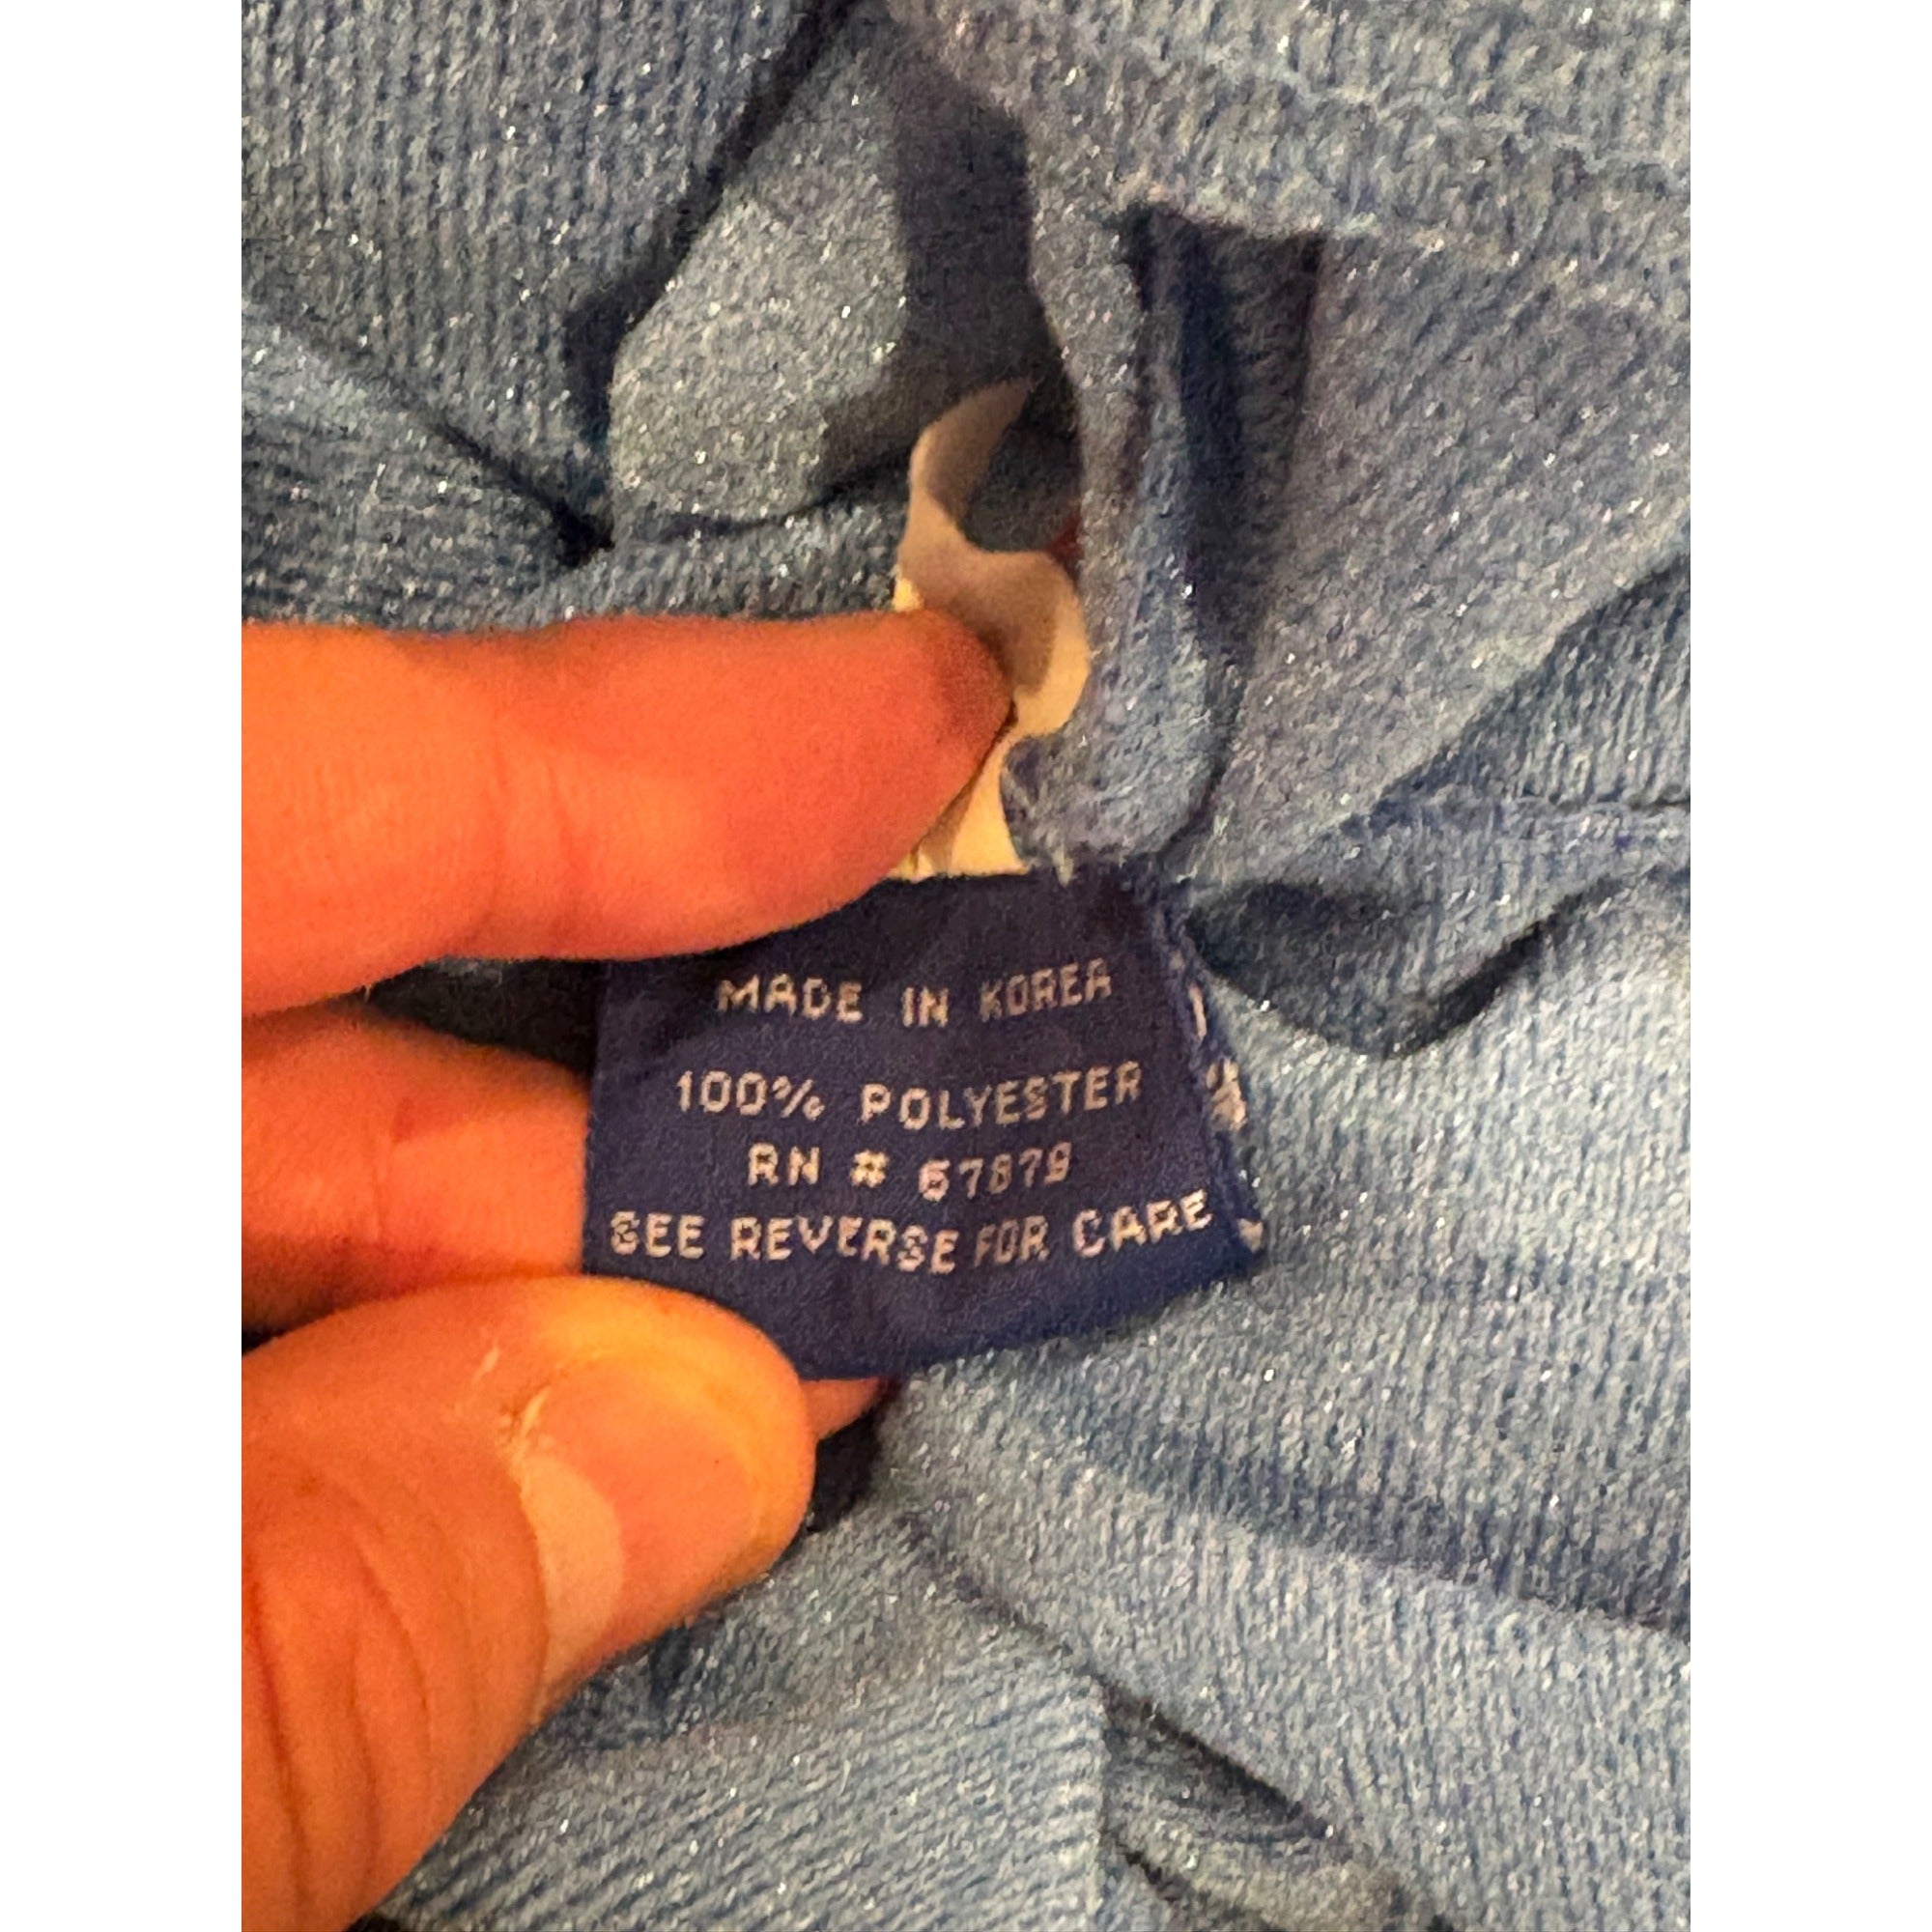 MADE IN KOREA
100% POLYESTER
RN # 67879
SEE REVERSE FOR CARE